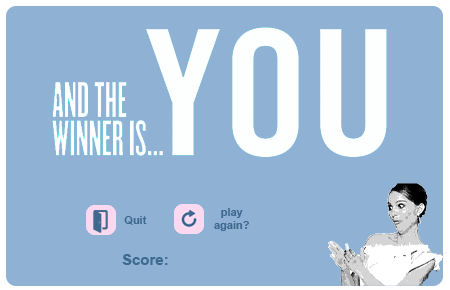 AND THE
WINNER IS... YOU
Quit
play
again?
Score: